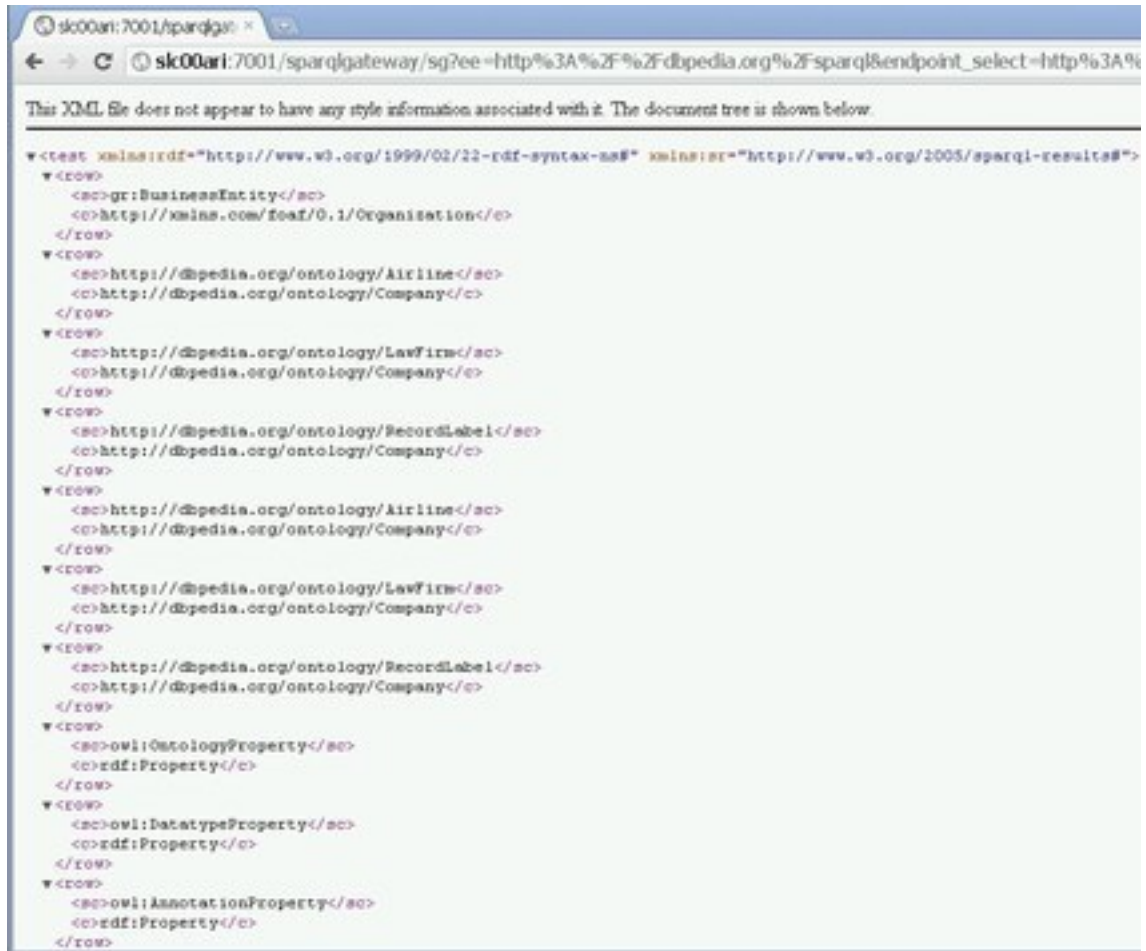 slc00ari:7001/sparqlgat
slc00ari:7001/sparqlgateway/sg?ee=http%3A%2F%2Fdbpedia.org%2Fsparql&endpoint_select=http%3A%
This XML file does not appear to have any style information associated with it. The document tree is shown below.
▼<test xmlns:rdf="http://www.w3.org/1999/02/22-rdf-syntax-ns#" xmlns:sr="http://www.w3.org/2005/sparql-results#">
▼<row>
<sc>gr:BusinessEntity</sc>
<c>http://xmlns.com/foaf/0.1/Organization</c>
</row>
▼<row>
<sc>http://dbpedia.org/ontology/Airline</sc>
<c>http://dbpedia.org/ontology/Company</c>
</row>
▼<row>
<sc>http://dbpedia.org/ontology/LawFirm</sc>
<c>http://dbpedia.org/ontology/Company</c>
</row>
▼<row>
<sc>http://dbpedia.org/ontology/RecordLabel</sc>
<c>http://dbpedia.org/ontology/Company</c>
</row>
▼<row>
<sc>http://dbpedia.org/ontology/Airline</sc>
<c>http://dbpedia.org/ontology/Company</c>
</row>
▼<row>
<sc>http://dbpedia.org/ontology/LawFirm</sc>
<c>http://dbpedia.org/ontology/Company</c>
</row>
▼<row>
<sc>http://dbpedia.org/ontology/RecordLabel</sc>
<c>http://dbpedia.org/ontology/Company</c>
</row>
▼<row>
<sc>owl:OntologyProperty</sc>
<c>rdf:Property</c>
</row>
▼<row>
<sc>owl:DatatypeProperty</sc>
<c>rdf:Property</c>
</row>
▼<row>
<sc>owl:AnnotationProperty</sc>
<c>rdf:Property</c>
</row>